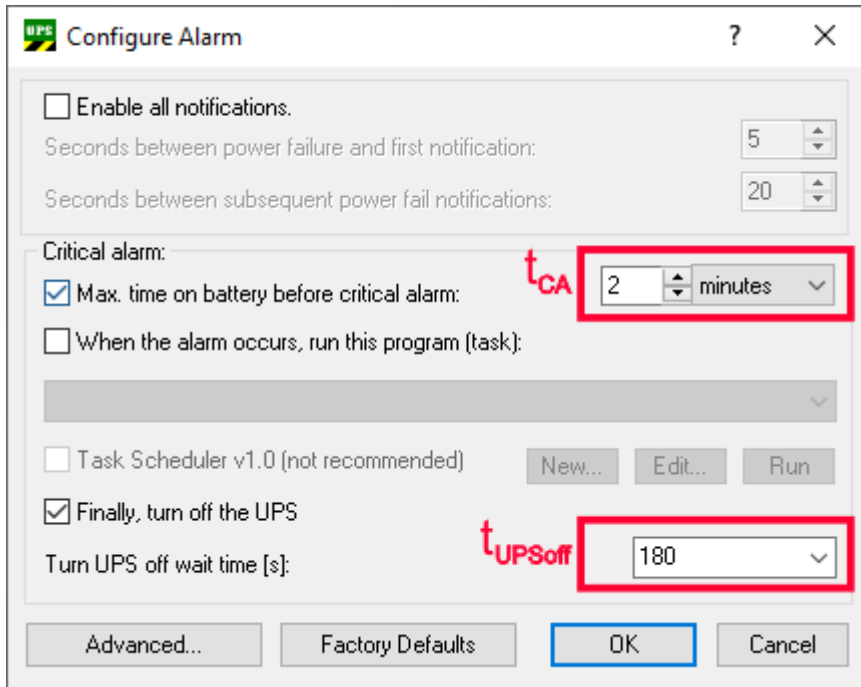 UPS Configure Alarm ? ×
Enable all notifications.
Seconds between power failure and first notification: 5
Seconds between subsequent power fail notifications: 20
Critical alarm:
Max. time on battery before critical alarm: tCA 2 minutes
When the alarm occurs, run this program (task):
Task Scheduler v1.0 (not recommended) New... Edit... Run
Finally, turn off the UPS
Turn UPS off wait time [s]: tUPSoff 180
Advanced... Factory Defaults OK Cancel